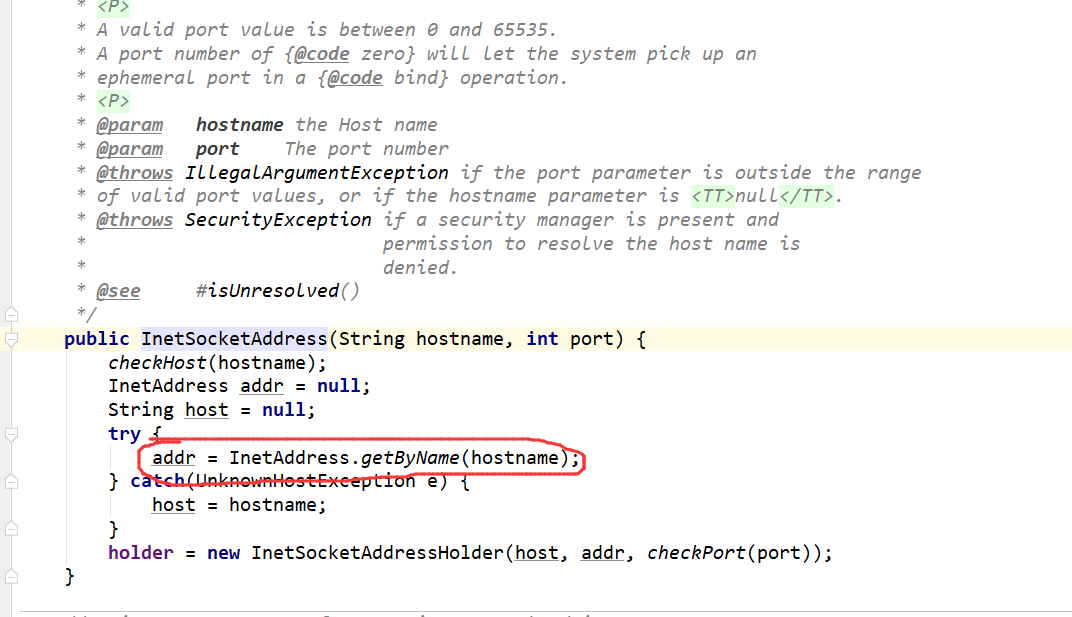 * <P>
* A valid port value is between 0 and 65535.
* A port number of {@code zero} will let the system pick up an
* ephemeral port in a {@code bind} operation.
* <P>
* @param hostname the Host name
* @param port The port number
* @throws IllegalArgumentException if the port parameter is outside the range
* of valid port values, or if the hostname parameter is <TT>null</TT>.
* @throws SecurityException if a security manager is present and
* permission to resolve the host name is
* denied.
* @see #isUnresolved()
*/
public InetSocketAddress(String hostname, int port) {
checkHost(hostname);
InetAddress addr = null;
String host = null;
try {
addr = InetAddress.getByName(hostname);
} catch(UnknownHostException e) {
host = hostname;
}
holder = new InetSocketAddressHolder(host, addr, checkPort(port));
}